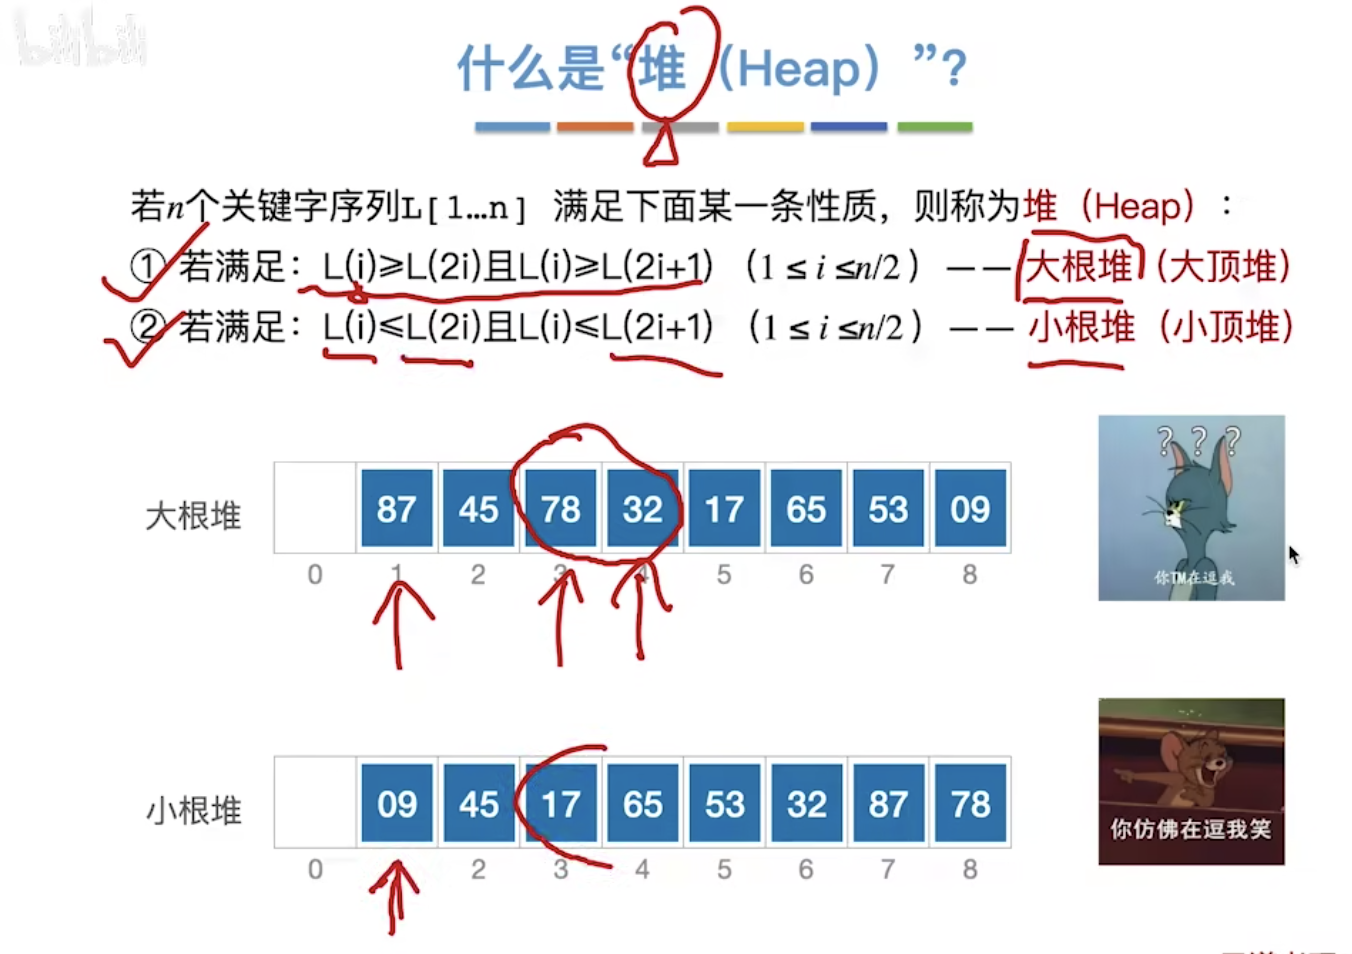 bilibili
什么是“堆（Heap）”？
若n个关键字序列L[1…n] 满足下面某一条性质，则称为堆（Heap）：
① 若满足：L(i)≥L(2i)且L(i)≥L(2i+1) （1 ≤ i ≤n/2 ） —— 大根堆（大顶堆）
② 若满足：L(i)≤L(2i)且L(i)≤L(2i+1) （1 ≤ i ≤n/2 ） —— 小根堆（小顶堆）
? ? ?
大根堆 87 45 78 32 17 65 53 09
0 1 2 3 4 5 6 7 8
你TM在逗我
小根堆 09 45 17 65 53 32 87 78
你仿佛在逗我笑
0 2 3 4 5 6 7 8